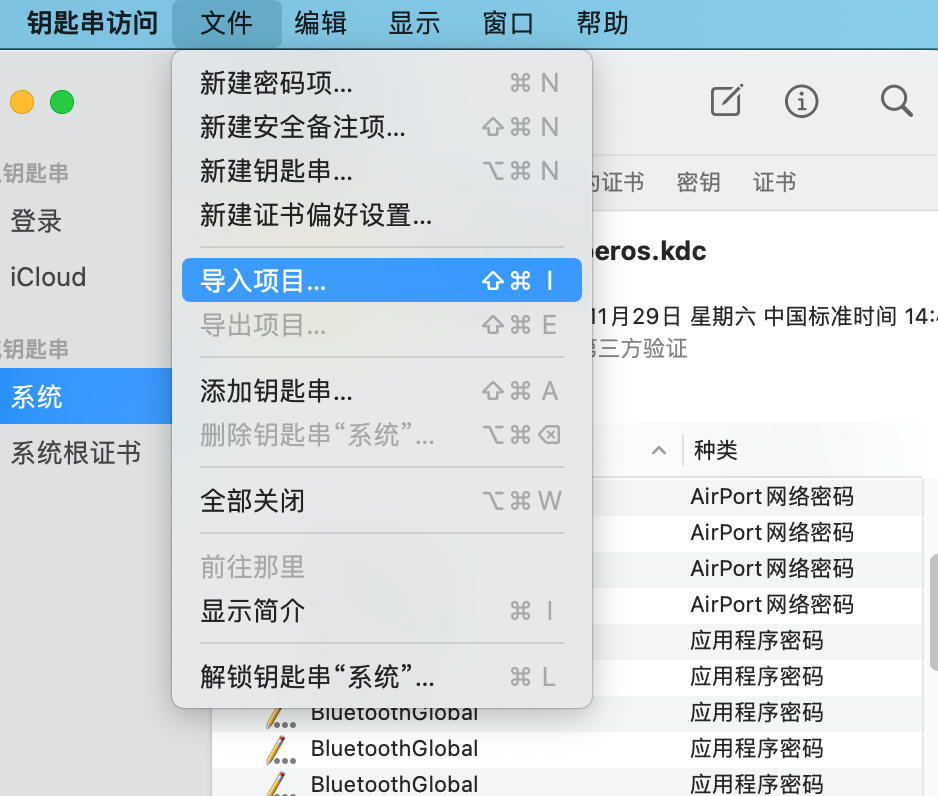 钥匙串访问 文件 编辑 显示 窗口 帮助
新建密码项... ⌘ N
新建安全备注项... ⇧⌘ N
新建钥匙串... ⌥⌘ N
新建证书偏好设置...
导入项目... ⇧⌘ I
导出项目... ⇧⌘ E
添加钥匙串... ⇧⌘ A
删除钥匙串“系统”... ⌥⌘⌫
全部关闭 ⌥⌘ W
前往那里
显示简介 ⌘ I
解锁钥匙串“系统”... ⌘ L
钥匙串
登录
iCloud
钥匙串
系统
系统根证书
的证书 密钥 证书
beros.kdc
11月29日 星期六 中国标准时间 14:
第三方验证
种类
AirPort 网络密码
AirPort 网络密码
AirPort 网络密码
AirPort 网络密码
应用程序密码
应用程序密码
BluetoothGlobal 应用程序密码
BluetoothGlobal 应用程序密码
BluetoothGlobal 应用程序密码